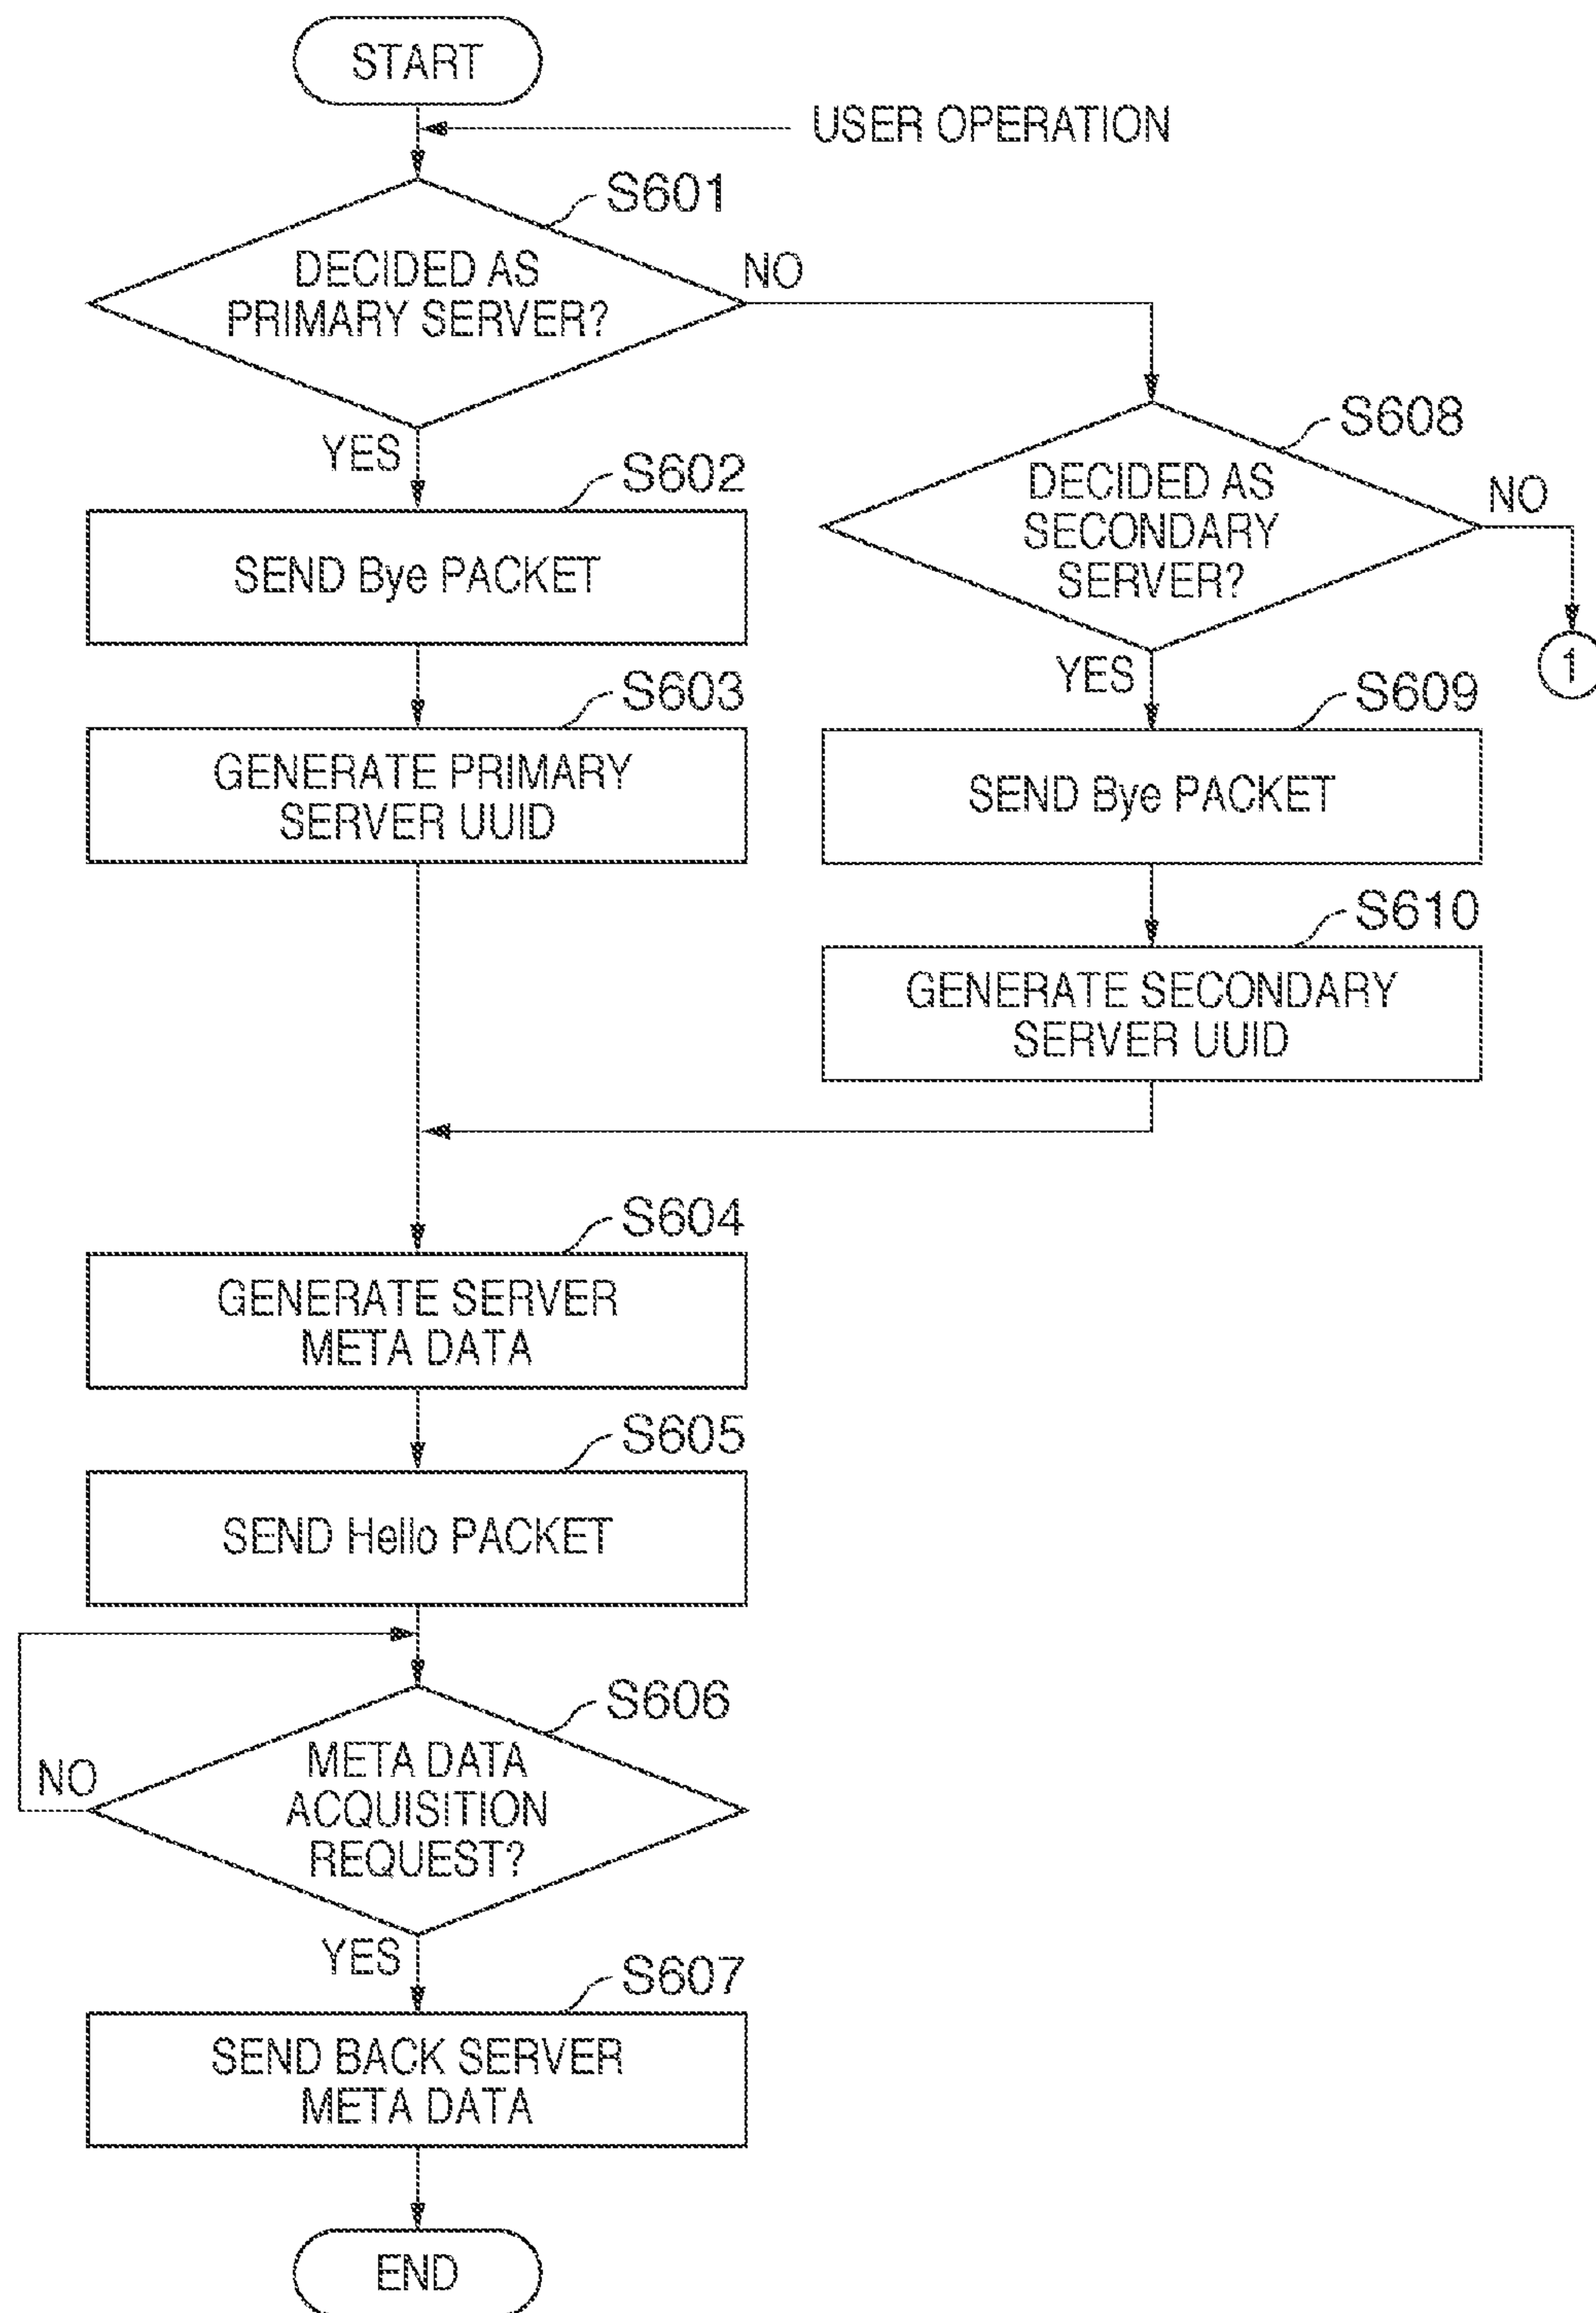 START
USER OPERATION
S601
DECIDED AS
PRIMARY SERVER?
NO
YES
S602
SEND Bye PACKET
S603
GENERATE PRIMARY
SERVER UUID
S608
DECIDED AS
SECONDARY
SERVER?
NO
1
YES
S609
SEND Bye PACKET
S610
GENERATE SECONDARY
SERVER UUID
S604
GENERATE SERVER
META DATA
S605
SEND Hello PACKET
S606
META DATA
ACQUISITION
REQUEST?
NO
YES
S607
SEND BACK SERVER
META DATA
END